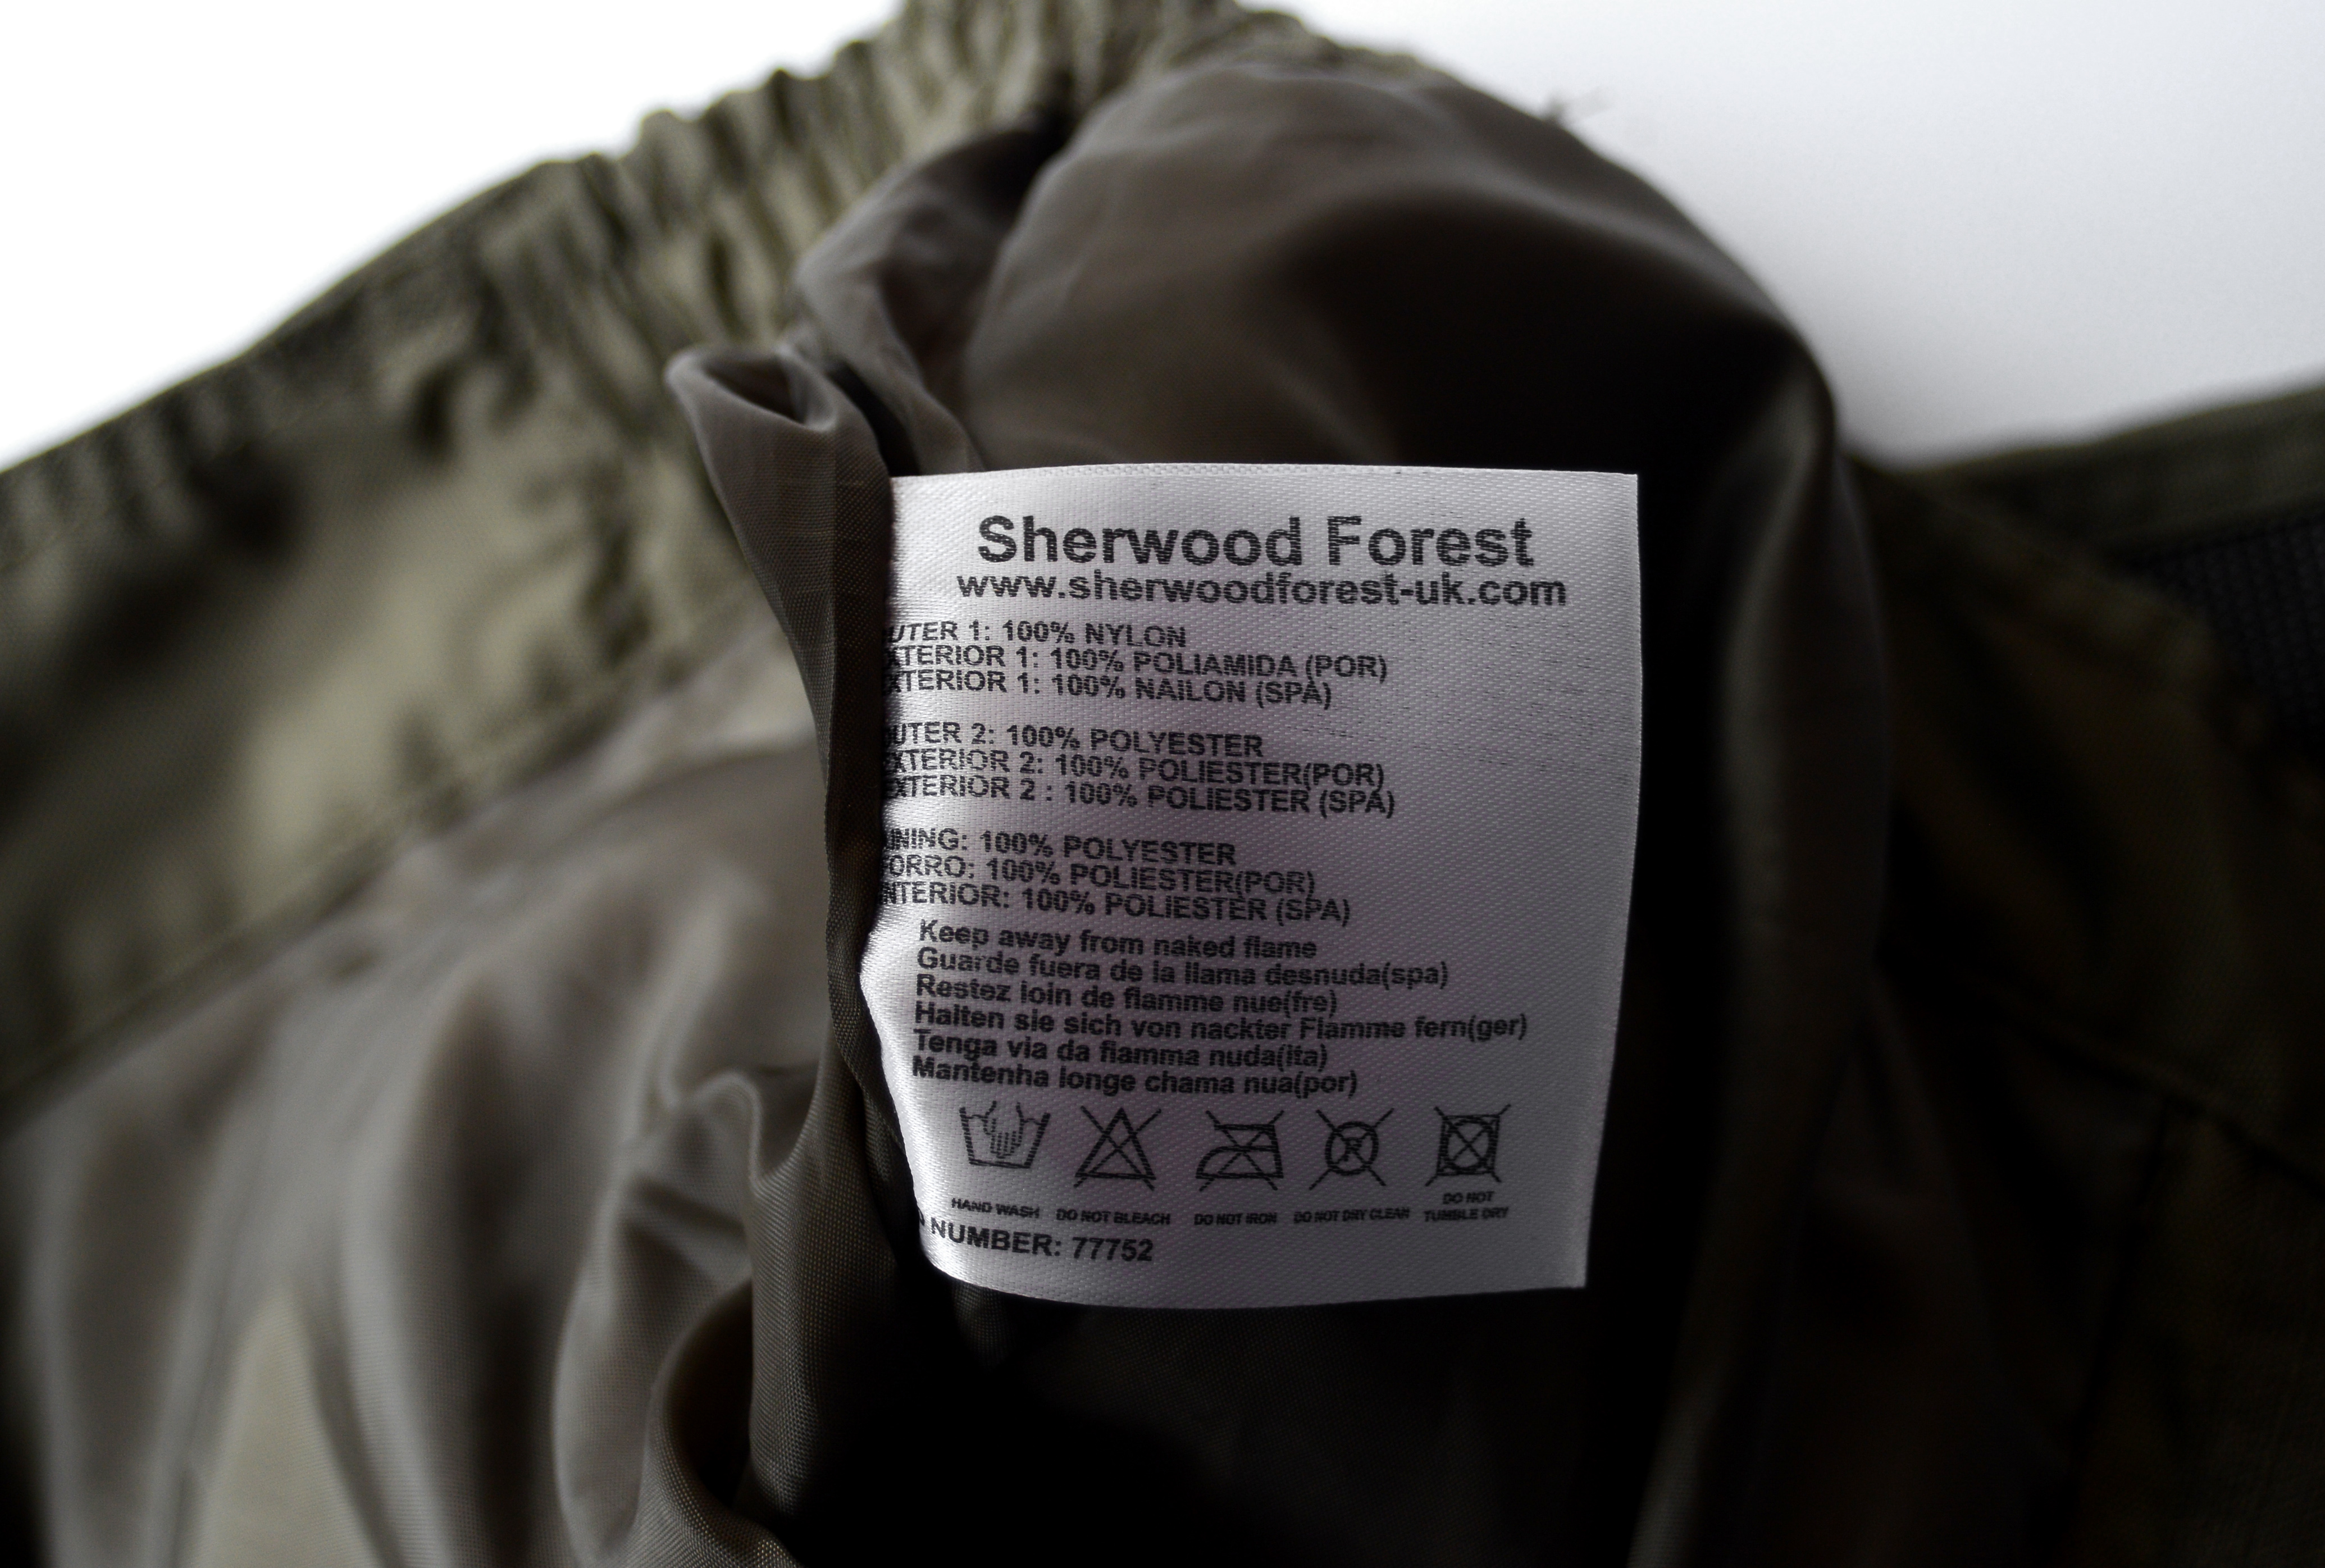 Sherwood Forest
www.sherwoodforest-uk.com
UTER 1: 100% NYLON
XTERIOR 1: 100% POLIAMIDA (POR)
XTERIOR 1: 100% NAILON (SPA)
UTER 2: 100% POLYESTER
XTERIOR 2: 100% POLIESTER(POR)
XTERIOR 2 : 100% POLIESTER (SPA)
INING: 100% POLYESTER
FORRO: 100% POLIESTER(POR)
NTERIOR: 100% POLIESTER (SPA)
Keep away from naked flame
Guarde fuera de la llama desnuda(spa)
Restez loin de flamme nue(fre)
Halten sie sich von nackter Flamme fern(ger)
Tenga via da fiamma nuda(ita)
Mantenha longe chama nua(por)
HAND WASH DO NOT BLEACH DO NOT IRON DO NOT DRY CLEAN DO NOT TUMBLE DRY
NUMBER: 77752